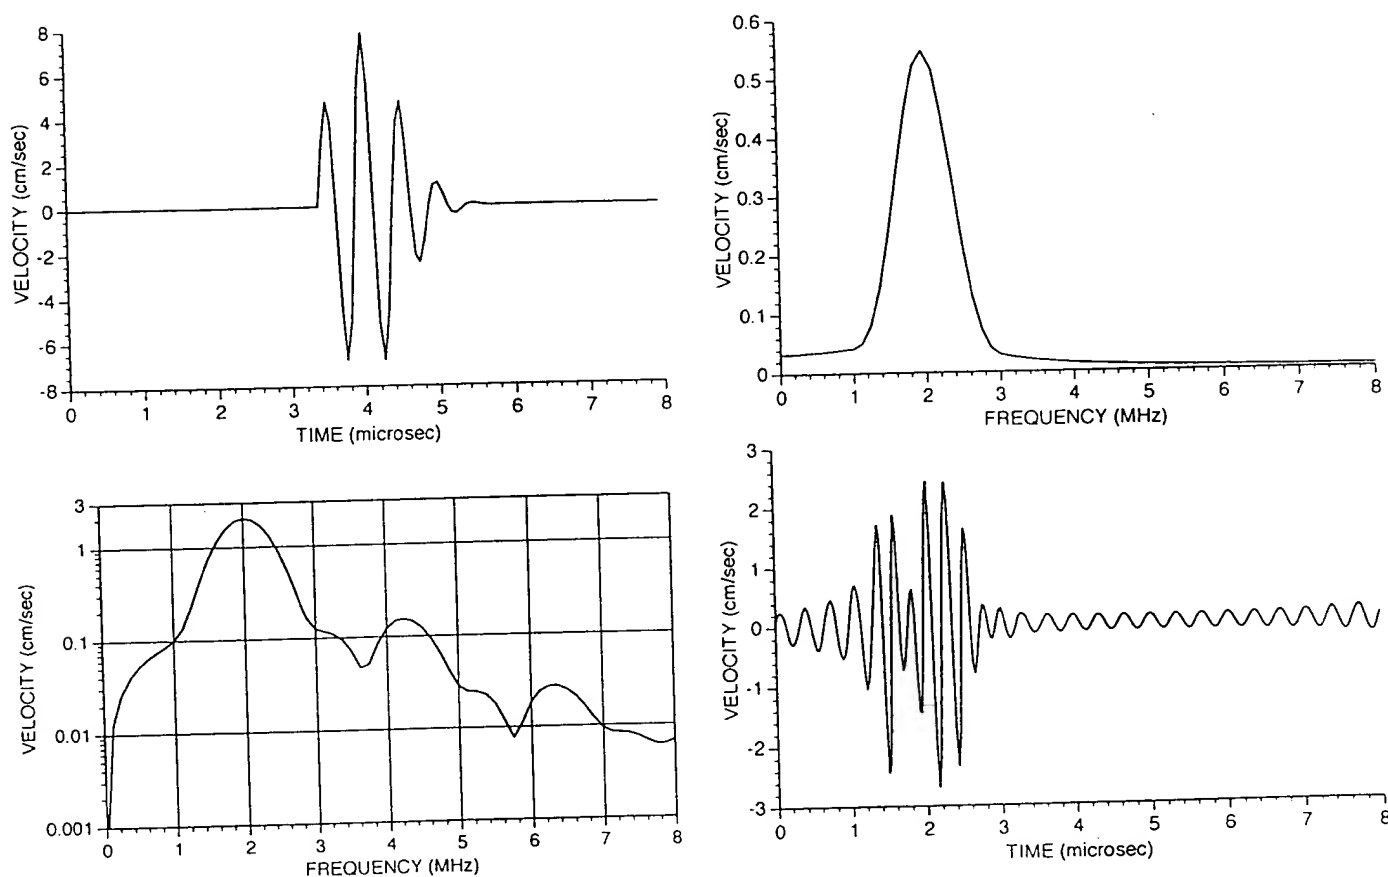 8
6
4
2
0
-2
-4
-6
-8
VELOCITY (cm/sec)
0 1 2 3 4 5 6 7 8
TIME (microsec)
0.6
0.5
0.4
0.3
0.2
0.1
0
VELOCITY (cm/sec)
0 1 2 3 4 5 6 7 8
FREQUENCY (MHz)
3
1
0.1
0.01
0.001
VELOCITY (cm/sec)
0 1 2 3 4 5 6 7 8
FREQUENCY (MHz)
3
2
1
0
-1
-2
-3
VELOCITY (cm/sec)
0 1 2 3 4 5 6 7 8
TIME (microsec)